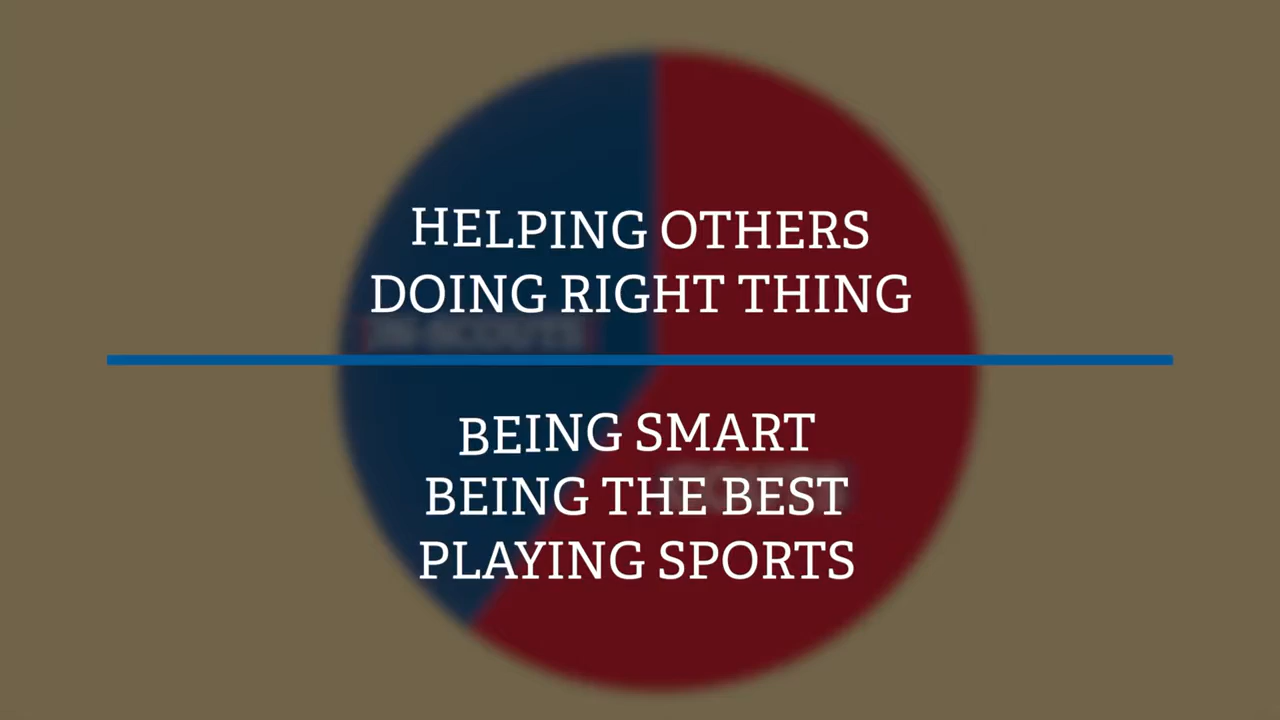 HELPING OTHERS
DOING RIGHT THING
BEING SMART
BEING THE BEST
PLAYING SPORTS